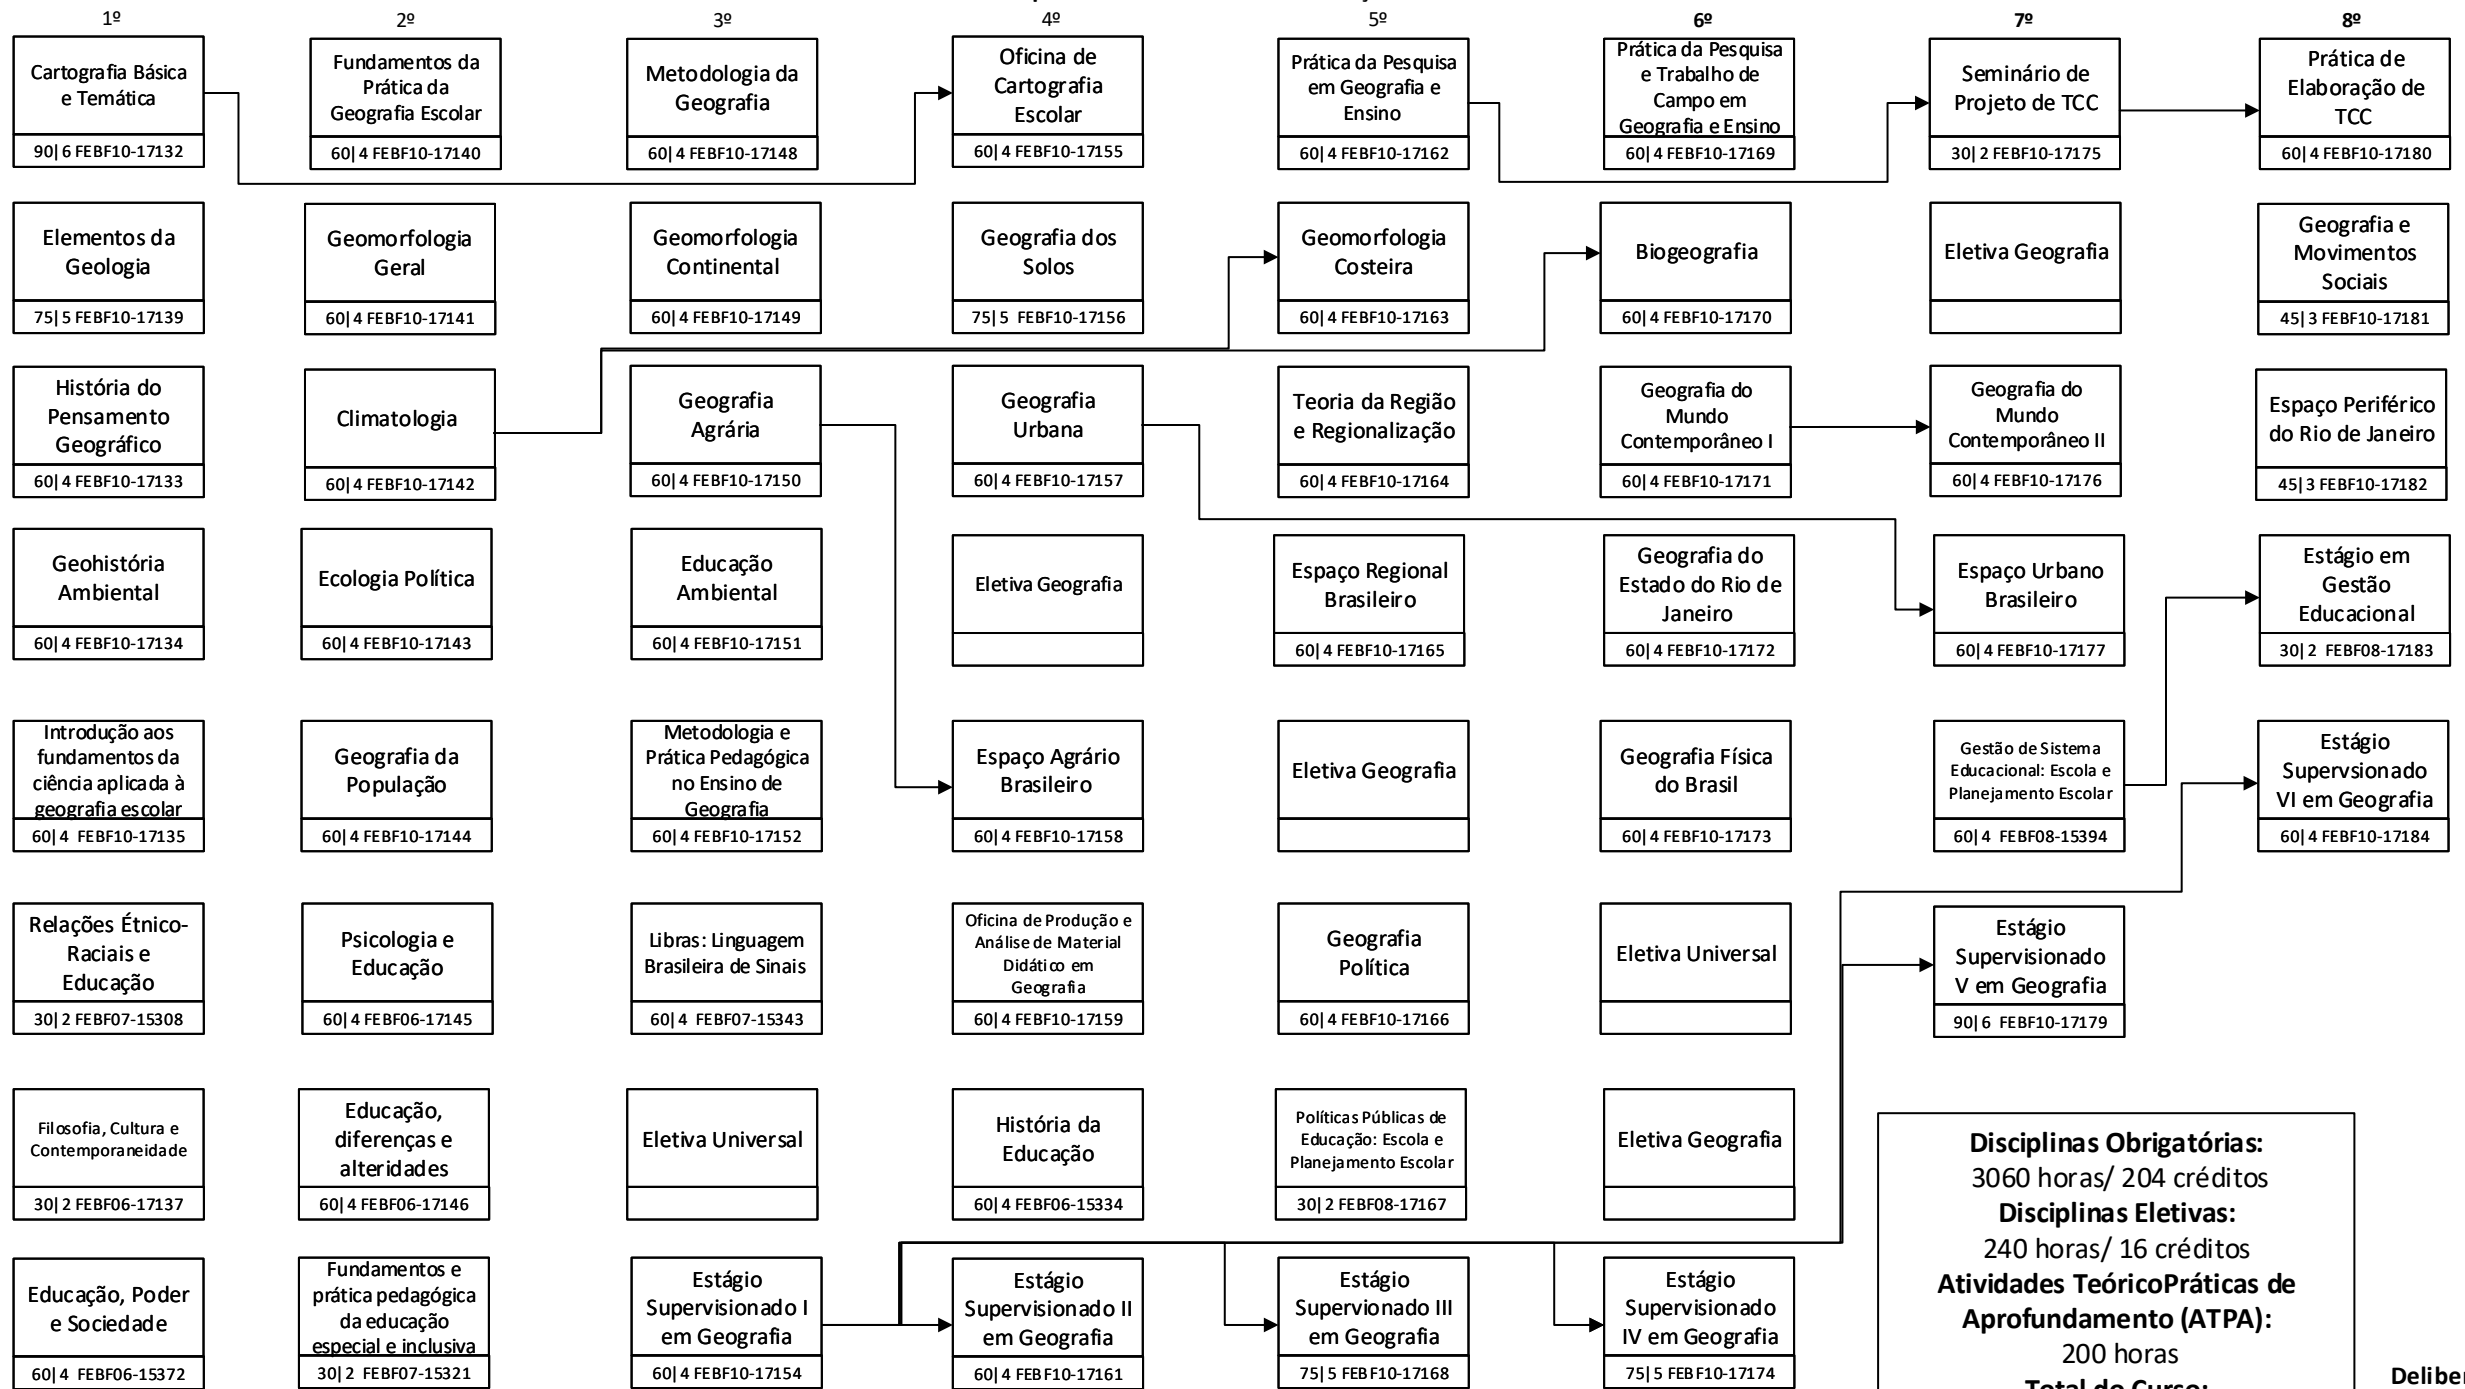 1º
2º
3º
4º
5º
6º
7º
8º
Cartografia Básica
e Temática
90|6 FEBF10-17132
Fundamentos da
Prática da
Geografia Escolar
60|4 FEBF10-17140
Metodologia da
Geografia
60|4 FEBF10-17148
Oficina de
Cartografia
Escolar
60|4 FEBF10-17155
Prática da Pesquisa
em Geografia e
Ensino
60|4 FEBF10-17162
Prática da Pesquisa
e Trabalho de
Campo em
Geografia e Ensino
60|4 FEBF10-17169
Seminário de
Projeto de TCC
30|2 FEBF10-17175
Prática de
Elaboração de
TCC
60|4 FEBF10-17180
Elementos da
Geologia
75|5 FEBF10-17139
Geomorfologia
Geral
60|4 FEBF10-17141
Geomorfologia
Continental
60|4 FEBF10-17149
Geografia dos
Solos
75|5 FEBF10-17156
Geomorfologia
Costeira
60|4 FEBF10-17163
Biogeografia
60|4 FEBF10-17170
Eletiva Geografia
Geografia e
Movimentos
Sociais
45|3 FEBF10-17181
História do
Pensamento
Geográfico
60|4 FEBF10-17133
Climatologia
60|4 FEBF10-17142
Geografia
Agrária
60|4 FEBF10-17150
Geografia
Urbana
60|4 FEBF10-17157
Teoria da Região
e Regionalização
60|4 FEBF10-17164
Geografia do
Mundo
Contemporâneo I
60|4 FEBF10-17171
Geografia do
Mundo
Contemporâneo II
60|4 FEBF10-17176
Espaço Periférico
do Rio de Janeiro
45|3 FEBF10-17182
Geohistória
Ambiental
60|4 FEBF10-17134
Ecologia Política
60|4 FEBF10-17143
Educação
Ambiental
60|4 FEBF10-17151
Eletiva Geografia
Espaço Regional
Brasileiro
60|4 FEBF10-17165
Geografia do
Estado do Rio de
Janeiro
60|4 FEBF10-17172
Espaço Urbano
Brasileiro
60|4 FEBF10-17177
Estágio em
Gestão
Educacional
30|2 FEBF08-17183
Introdução aos
fundamentos da
ciência aplicada à
geografia escolar
60|4 FEBF10-17135
Geografia da
População
60|4 FEBF10-17144
Metodologia e
Prática Pedagógica
no Ensino de
Geografia
60|4 FEBF10-17152
Espaço Agrário
Brasileiro
60|4 FEBF10-17158
Eletiva Geografia
Geografia Física
do Brasil
60|4 FEBF10-17173
Gestão de Sistema
Educacional: Escola e
Planejamento Escolar
60|4 FEBF08-15394
Estágio
Supervsionado
VI em Geografia
60|4 FEBF10-17184
Relações Étnico-
Raciais e
Educação
30|2 FEBF07-15308
Psicologia e
Educação
60|4 FEBF06-17145
Libras: Linguagem
Brasileira de Sinais
60|4 FEBF07-15343
Oficina de Produção e
Análise de Material
Didático em
Geografia
60|4 FEBF10-17159
Geografia
Política
60|4 FEBF10-17166
Eletiva Universal
Estágio
Supervisionado
V em Geografia
90|6 FEBF10-17179
Filosofia, Cultura e
Contemporaneidade
30|2 FEBF06-17137
Educação,
diferenças e
alteridades
60|4 FEBF06-17146
Eletiva Universal
História da
Educação
60|4 FEBF06-15334
Políticas Públicas de
Educação: Escola e
Planejamento Escolar
30|2 FEBF08-17167
Eletiva Geografia
Educação, Poder
e Sociedade
60|4 FEBF06-15372
Fundamentos e
prática pedagógica
da educação
especial e inclusiva
30|2 FEBF07-15321
Estágio
Supervisionado I
em Geografia
60|4 FEBF10-17154
Estágio
Supervisionado II
em Geografia
60|4 FEBF10-17161
Estágio
Supervionado III
em Geografia
75|5 FEBF10-17168
Estágio
Supervisionado
IV em Geografia
75|5 FEBF10-17174
Disciplinas Obrigatórias:
3060 horas/ 204 créditos
Disciplinas Eletivas:
240 horas/ 16 créditos
Atividades TeóricoPráticas de
Aprofundamento (ATPA):
200 horas
Total do Curso:
Deliber